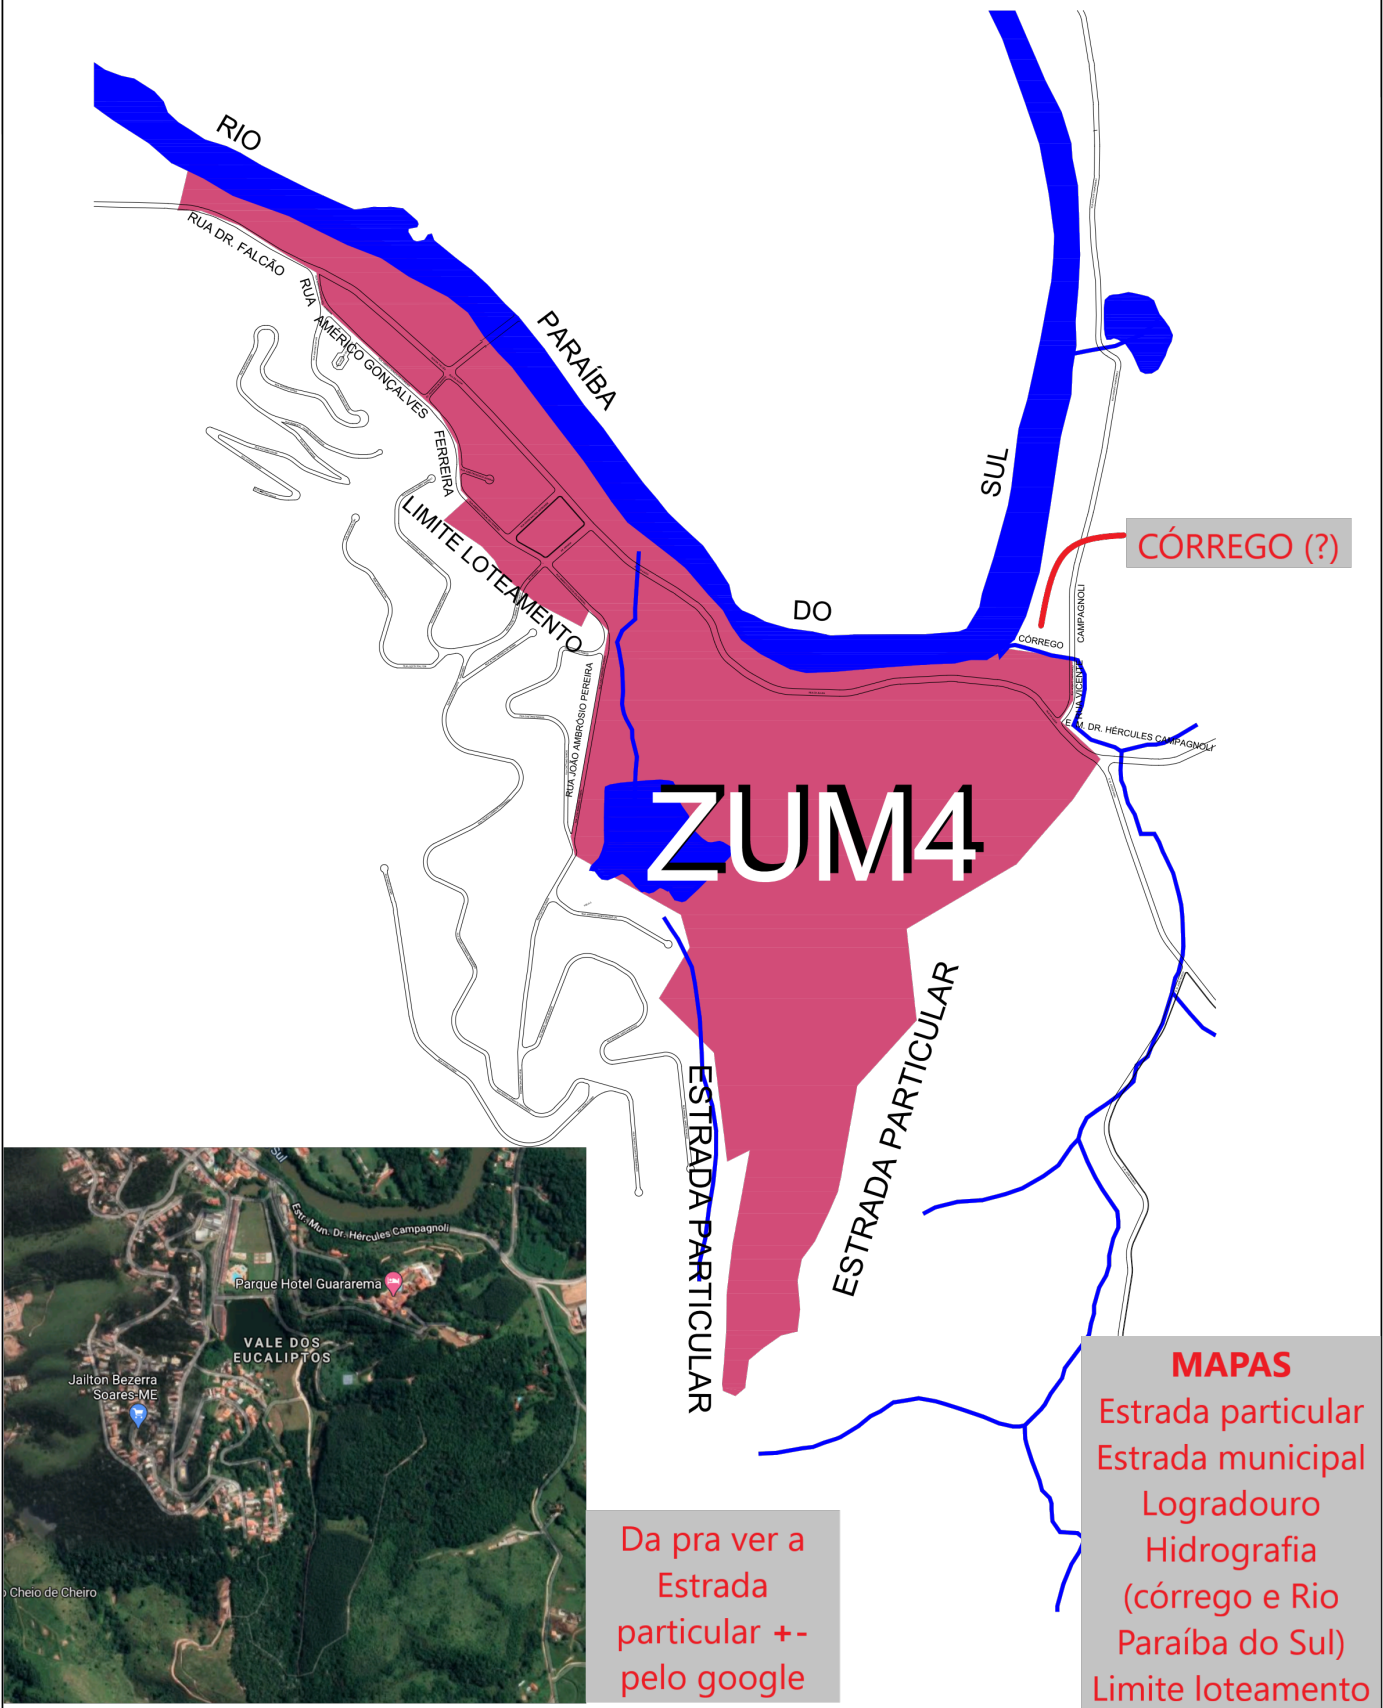 RIO
RUA DR. FALCÃO
RUA
AMÉRICO GONÇALVES
FERREIRA
PARAÍBA
LIMITE LOTEAMENTO
SUL
CÓRREGO (?)
DO
CÓRREGO
CAMPAGNOLI
RUA VICENTE
E.M. DR. HÉRCULES CAMPAGNOLI
RUA JOÃO AMBRÓSIO PEREIRA
ZUM4
ESTRADA PARTICULAR
ESTRADA PARTICULAR
Sul
Estr. Mun. Dr. Hércules Campagnoli
Parque Hotel Guararema
VALE DOS
EUCALIPTOS
Jailton Bezerra
Soares-ME
o Cheio de Cheiro
Da pra ver a
Estrada
particular +-
pelo google
MAPAS
Estrada particular
Estrada municipal
Logradouro
Hidrografia
(córrego e Rio
Paraíba do Sul)
Limite loteamento